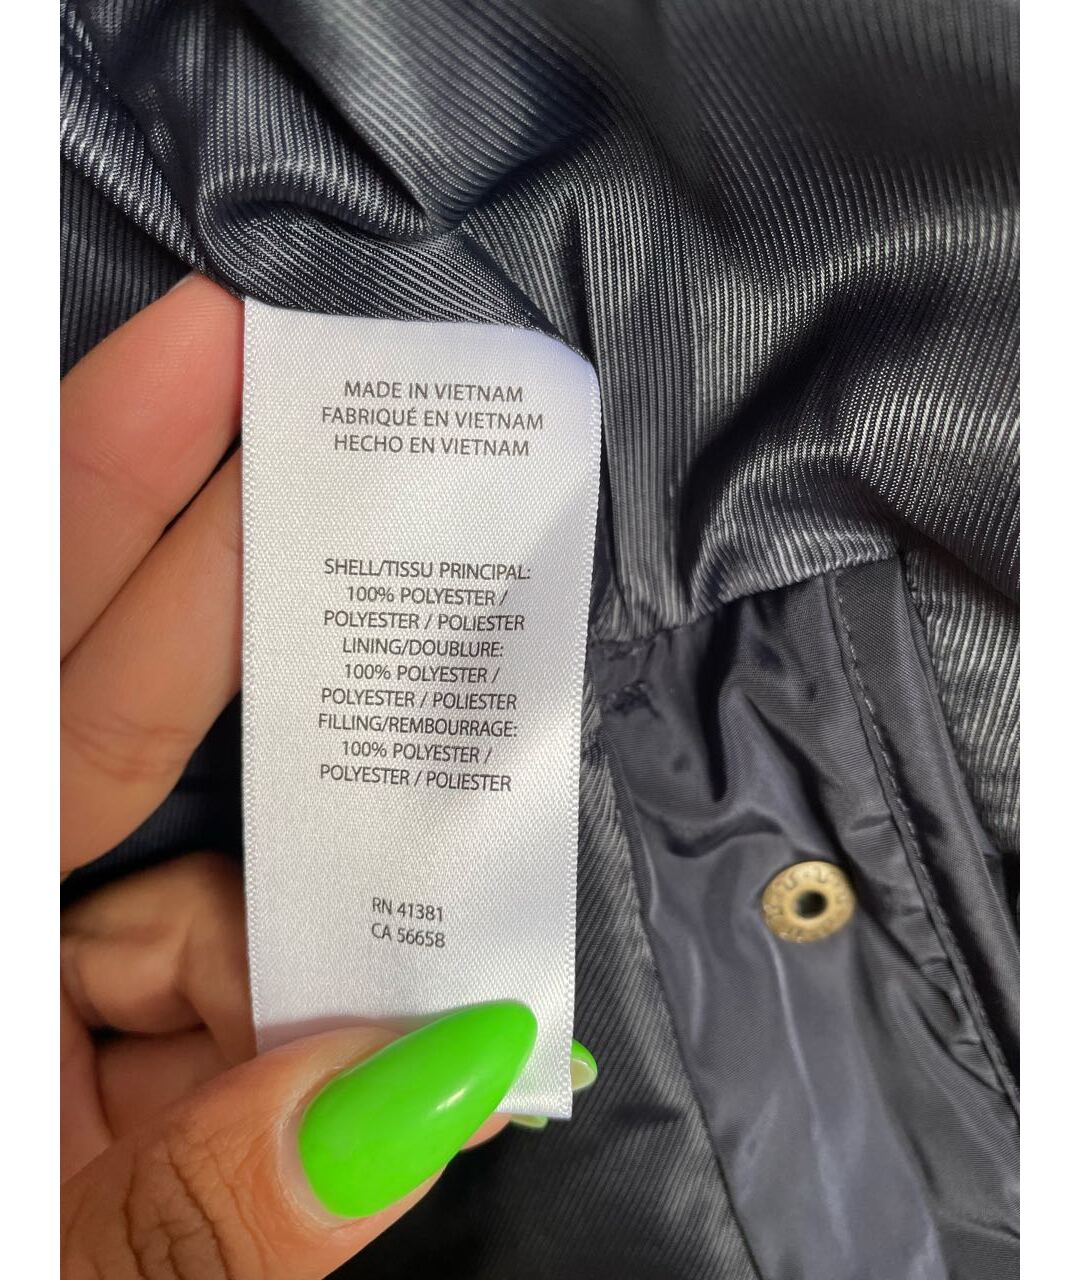 MADE IN VIETNAM
FABRIQUÉ EN VIETNAM
HECHO EN VIETNAM
SHELL/TISSU PRINCIPAL:
100% POLYESTER /
POLYESTER / POLIESTER
LINING/DOUBLURE:
100% POLYESTER /
POLYESTER / POLIESTER
FILLING/REMBOURRAGE:
100% POLYESTER /
POLYESTER / POLIESTER
RN 41381
CA 56658